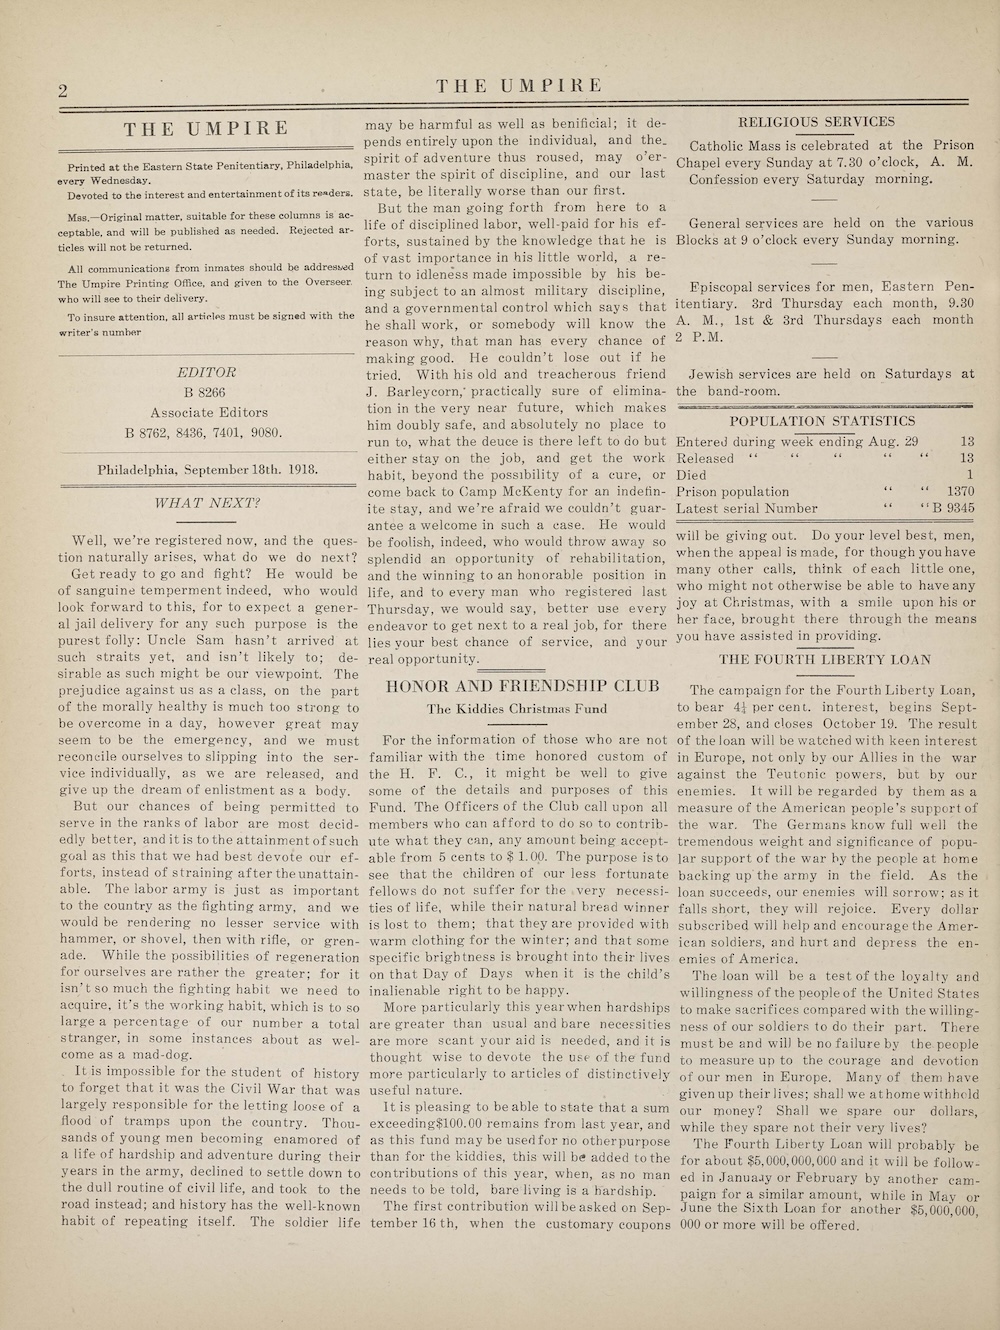 2
THE UMPIRE
THE UMPIRE
Printed at the Eastern State Penitentiary, Philadelphia,
every Wednesday.
Devoted to the interest and entertainment of its readers.
Mss.—Original matter, suitable for these columns is ac-
ceptable, and will be published as needed. Rejected ar-
ticles will not be returned.
All communications from inmates should be addressed
The Umpire Printing Office, and given to the Overseer,
who will see to their delivery.
To insure attention, all articles must be signed with the
writer's number
EDITOR
B 8266
Associate Editors
B 8762, 8436, 7401, 9080.
Philadelphia, September 18th. 1918.
WHAT NEXT?
Well, we're registered now, and the ques-
tion naturally arises, what do we do next?
Get ready to go and fight? He would be
of sanguine temperment indeed, who would
look forward to this, for to expect a gener-
al jail delivery for any such purpose is the
purest folly: Uncle Sam hasn't arrived at
such straits yet, and isn't likely to; de-
sirable as such might be our viewpoint. The
prejudice against us as a class, on the part
of the morally healthy is much too strong to
be overcome in a day, however great may
seem to be the emergency, and we must
reconcile ourselves to slipping into the ser-
vice individually, as we are released, and
give up the dream of enlistment as a body.
But our chances of being permitted to
serve in the ranks of labor are most decid-
edly better, and it is to the attainment of such
goal as this that we had best devote our ef-
forts, instead of straining after the unattain-
able. The labor army is just as important
to the country as the fighting army, and we
would be rendering no lesser service with
hammer, or shovel, then with rifle, or gren-
ade. While the possibilities of regeneration
for ourselves are rather the greater; for it
isn't so much the fighting habit we need to
acquire, it's the working habit, which is to so
large a percentage of our number a total
stranger, in some instances about as wel-
come as a mad-dog.
It is impossible for the student of history
to forget that it was the Civil War that was
largely responsible for the letting loose of a
flood of tramps upon the country. Thou-
sands of young men becoming enamored of
a life of hardship and adventure during their
years in the army, declined to settle down to
the dull routine of civil life, and took to the
road instead; and history has the well-known
habit of repeating itself. The soldier life
may be harmful as well as benificial; it de-
pends entirely upon the individual, and the
spirit of adventure thus roused, may o'er-
master the spirit of discipline, and our last
state, be literally worse than our first.
But the man going forth from here to a
life of disciplined labor, well-paid for his ef-
forts, sustained by the knowledge that he is
of vast importance in his little world, a re-
turn to idleness made impossible by his be-
ing subject to an almost military discipline,
and a governmental control which says that
he shall work, or somebody will know the
reason why, that man has every chance of
making good. He couldn't lose out if he
tried. With his old and treacherous friend
J. Barleycorn, practically sure of elimina-
tion in the very near future, which makes
him doubly safe, and absolutely no place to
run to, what the deuce is there left to do but
either stay on the job, and get the work
habit, beyond the possibility of a cure, or
come back to Camp McKenty for an indefin-
ite stay, and we're afraid we couldn't guar-
antee a welcome in such a case. He would
be foolish, indeed, who would throw away so
splendid an opportunity of rehabilitation,
and the winning to an honorable position in
life, and to every man who registered last
Thursday, we would say, better use every
endeavor to get next to a real job, for there
lies your best chance of service, and your
real opportunity.
HONOR AND FRIENDSHIP CLUB
The Kiddies Christmas Fund
For the information of those who are not
familiar with the time honored custom of
the H. F. C., it might be well to give
some of the details and purposes of this
Fund. The Officers of the Club call upon all
members who can afford to do so to contrib-
ute what they can, any amount being accept-
able from 5 cents to $ 1.00. The purpose is to
see that the children of our less fortunate
fellows do not suffer for the very necessi-
ties of life, while their natural bread winner
is lost to them; that they are provided with
warm clothing for the winter; and that some
specific brightness is brought into their lives
on that Day of Days when it is the child's
inalienable right to be happy.
More particularly this year when hardships
are greater than usual and bare necessities
are more scant your aid is needed, and it is
thought wise to devote the use of the fund
more particularly to articles of distinctively
useful nature.
It is pleasing to be able to state that a sum
exceeding $100.00 remains from last year, and
as this fund may be used for no other purpose
than for the kiddies, this will be added to the
contributions of this year, when, as no man
needs to be told, bare living is a hardship.
The first contribution will be asked on Sep-
tember 16 th, when the customary coupons
RELIGIOUS SERVICES
Catholic Mass is celebrated at the Prison
Chapel every Sunday at 7.30 o'clock, A. M.
Confession every Saturday morning.
General services are held on the various
Blocks at 9 o'clock every Sunday morning.
Episcopal services for men, Eastern Pen-
itentiary. 3rd Thursday each month, 9.30
A. M., 1st & 3rd Thursdays each month
2 P.M.
Jewish services are held on Saturdays at
the band-room.
POPULATION STATISTICS
Entered during week ending Aug. 29 13
Released " " " " " 13
Died 1
Prison population " " 1370
Latest serial Number " " B 9345
will be giving out. Do your level best, men,
when the appeal is made, for though you have
many other calls, think of each little one,
who might not otherwise be able to have any
joy at Christmas, with a smile upon his or
her face, brought there through the means
you have assisted in providing.
THE FOURTH LIBERTY LOAN
The campaign for the Fourth Liberty Loan,
to bear 4¼ per cent. interest, begins Sept-
ember 28, and closes October 19. The result
of the loan will be watched with keen interest
in Europe, not only by our Allies in the war
against the Teutonic powers, but by our
enemies. It will be regarded by them as a
measure of the American people's support of
the war. The Germans know full well the
tremendous weight and significance of popu-
lar support of the war by the people at home
backing up the army in the field. As the
loan succeeds, our enemies will sorrow; as it
falls short, they will rejoice. Every dollar
subscribed will help and encourage the Amer-
ican soldiers, and hurt and depress the en-
emies of America.
The loan will be a test of the loyalty and
willingness of the people of the United States
to make sacrifices compared with the willing-
ness of our soldiers to do their part. There
must be and will be no failure by the people
to measure up to the courage and devotion
of our men in Europe. Many of them have
given up their lives; shall we at home withhold
our money? Shall we spare our dollars,
while they spare not their very lives?
The Fourth Liberty Loan will probably be
for about $5,000,000,000 and it will be follow-
ed in January or February by another cam-
paign for a similar amount, while in May or
June the Sixth Loan for another $5,000,000,
000 or more will be offered.